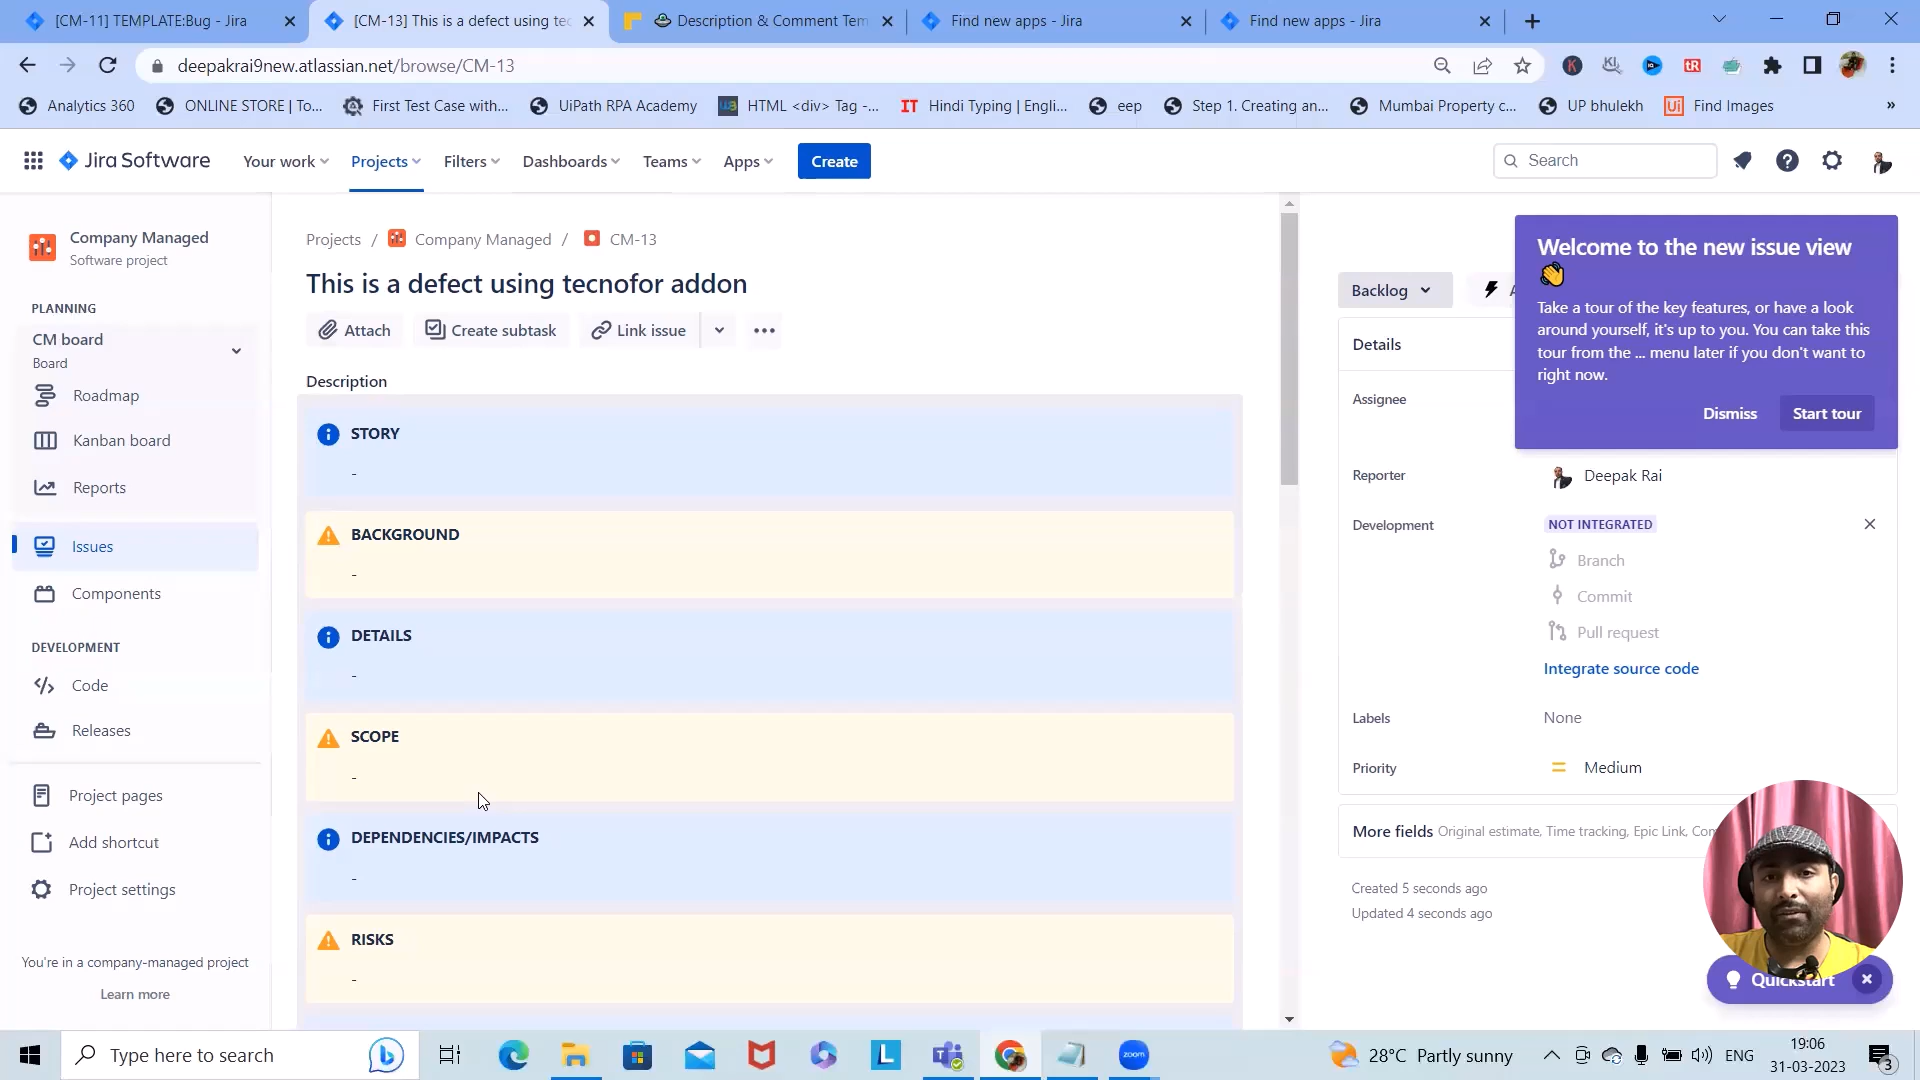 [CM-11] TEMPLATE:Bug - Jira
[CM-13] This is a defect using tec
Description & Comment Tem
Find new apps - Jira
Find new apps - Jira
deepakrai9new.atlassian.net/browse/CM-13
Analytics 360
ONLINE STORE | To...
First Test Case with...
UiPath RPA Academy
HTML <div> Tag -...
Hindi Typing | Engli...
eep
Step 1. Creating an...
Mumbai Property c...
UP bhulekh
Find Images
Jira Software
Your work
Projects
Filters
Dashboards
Teams
Apps
Create
Search
Company Managed
Software project
PLANNING
CM board
Board
Roadmap
Kanban board
Reports
Issues
Components
DEVELOPMENT
Code
Releases
Project pages
Add shortcut
Project settings
You're in a company-managed project
Learn more
Projects / Company Managed / CM-13
This is a defect using tecnofor addon
Attach
Create subtask
Link issue
Description
STORY
-
BACKGROUND
-
DETAILS
-
SCOPE
-
DEPENDENCIES/IMPACTS
-
RISKS
-
Backlog
Welcome to the new issue view
👋
Take a tour of the key features, or have a look
around yourself, it's up to you. You can take this
tour from the ... menu later if you don't want to
right now.
Dismiss
Start tour
Details
Assignee
Reporter
Deepak Rai
Development
NOT INTEGRATED
Branch
Commit
Pull request
Integrate source code
Labels
None
Priority
Medium
More fields Original estimate, Time tracking, Epic Link,
Created 5 seconds ago
Updated 4 seconds ago
Quickstart
Type here to search
zoom
28°C Partly sunny
ENG
19:06
31-03-2023
3